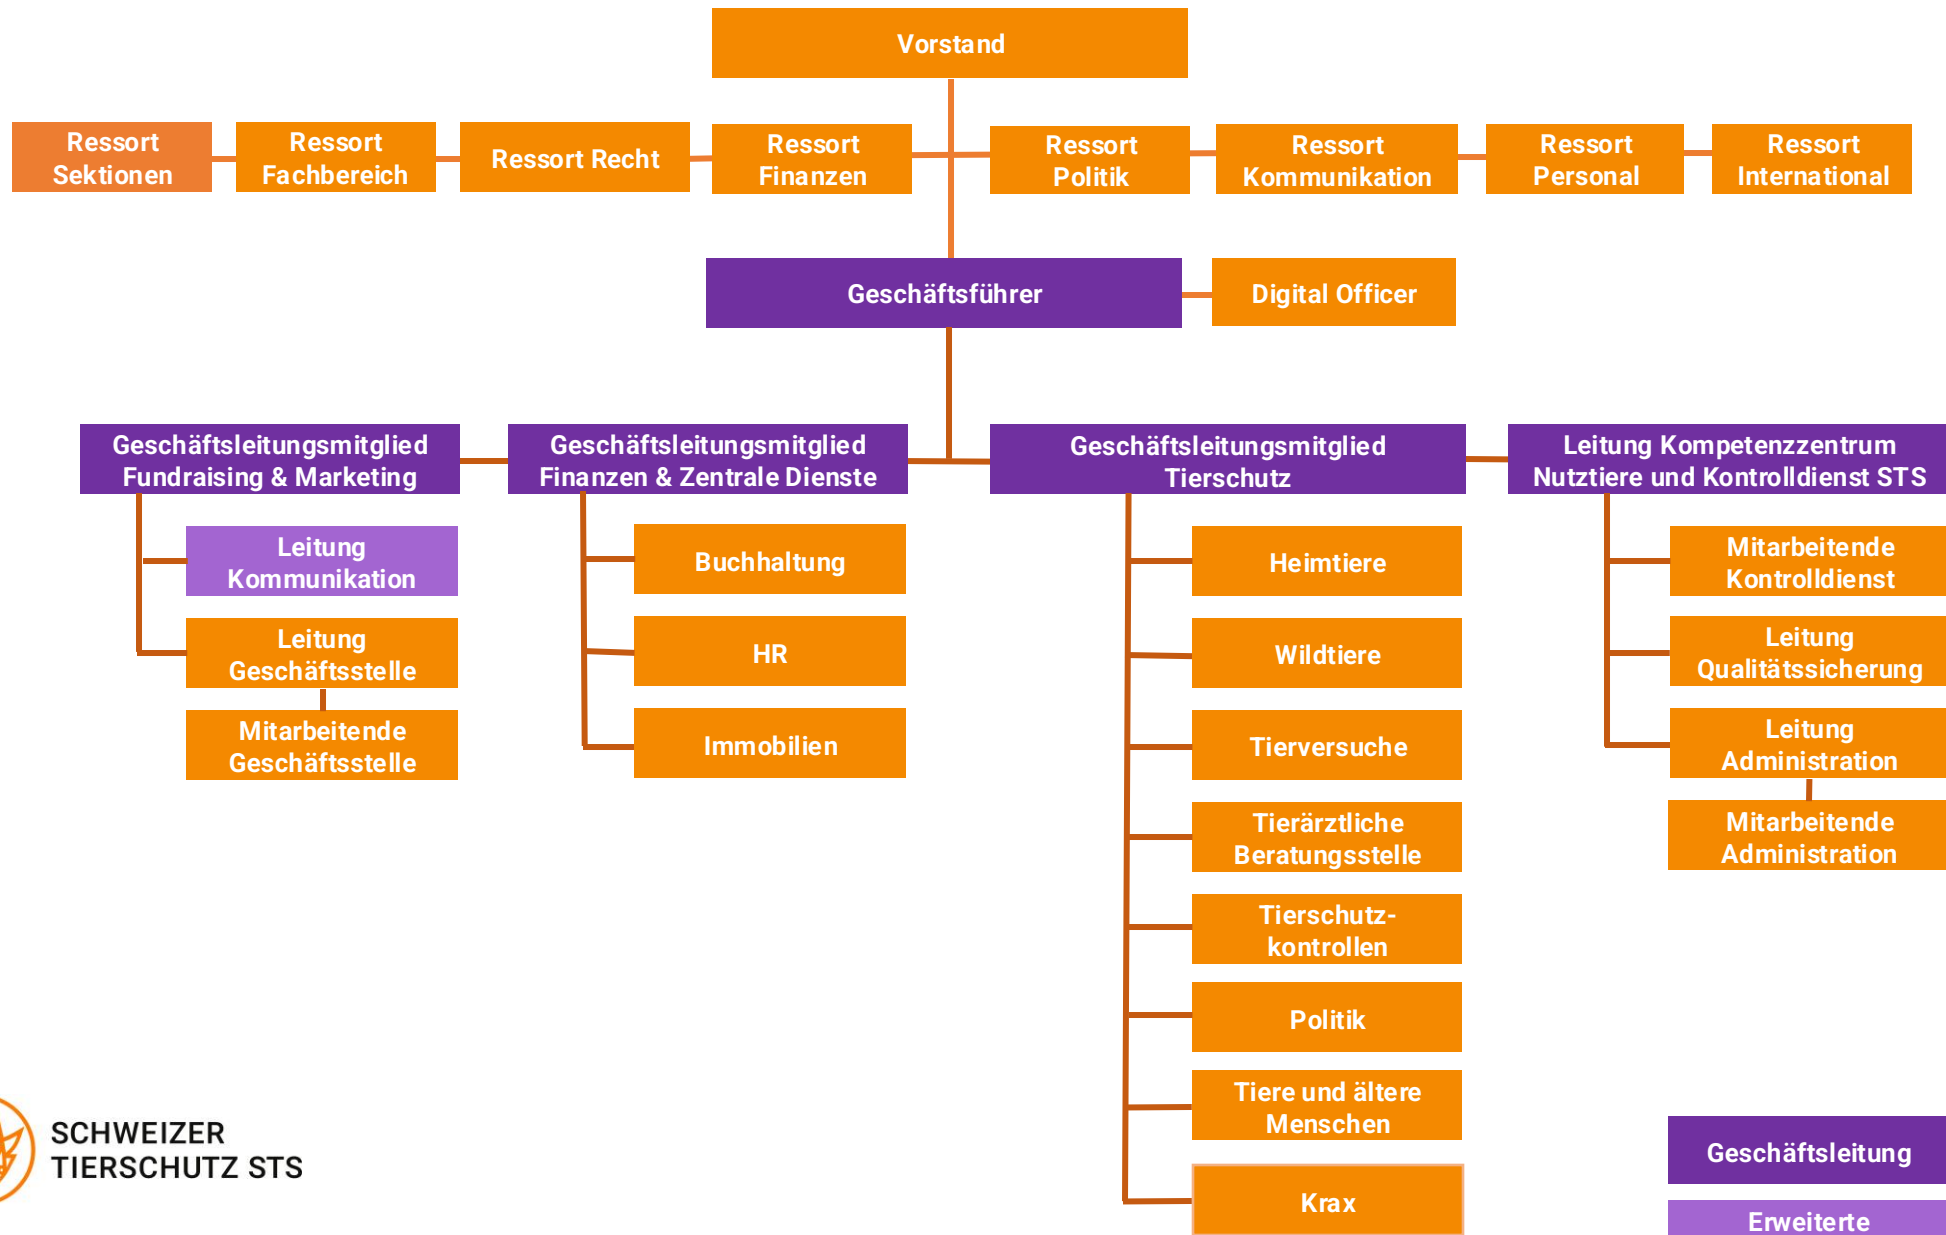 Vorstand
Ressort
Sektionen
Ressort
Fachbereich
Ressort Recht
Ressort
Finanzen
Ressort
Politik
Ressort
Kommunikation
Ressort
Personal
Ressort
International
Geschäftsführer
Digital Officer
Geschäftsleitungsmitglied
Fundraising & Marketing
Geschäftsleitungsmitglied
Finanzen & Zentrale Dienste
Geschäftsleitungsmitglied
Tierschutz
Leitung Kompetenzzentrum
Nutztiere und Kontrolldienst STS
Leitung
Kommunikation
Leitung
Geschäftsstelle
Mitarbeitende
Geschäftsstelle
Buchhaltung
HR
Immobilien
Heimtiere
Wildtiere
Tierversuche
Tierärztliche
Beratungsstelle
Tierschutz-
kontrollen
Politik
Tiere und ältere
Menschen
Krax
Mitarbeitende
Kontrolldienst
Leitung
Qualitätssicherung
Leitung
Administration
Mitarbeitende
Administration
SCHWEIZER
TIERSCHUTZ STS
Geschäftsleitung
Erweiterte